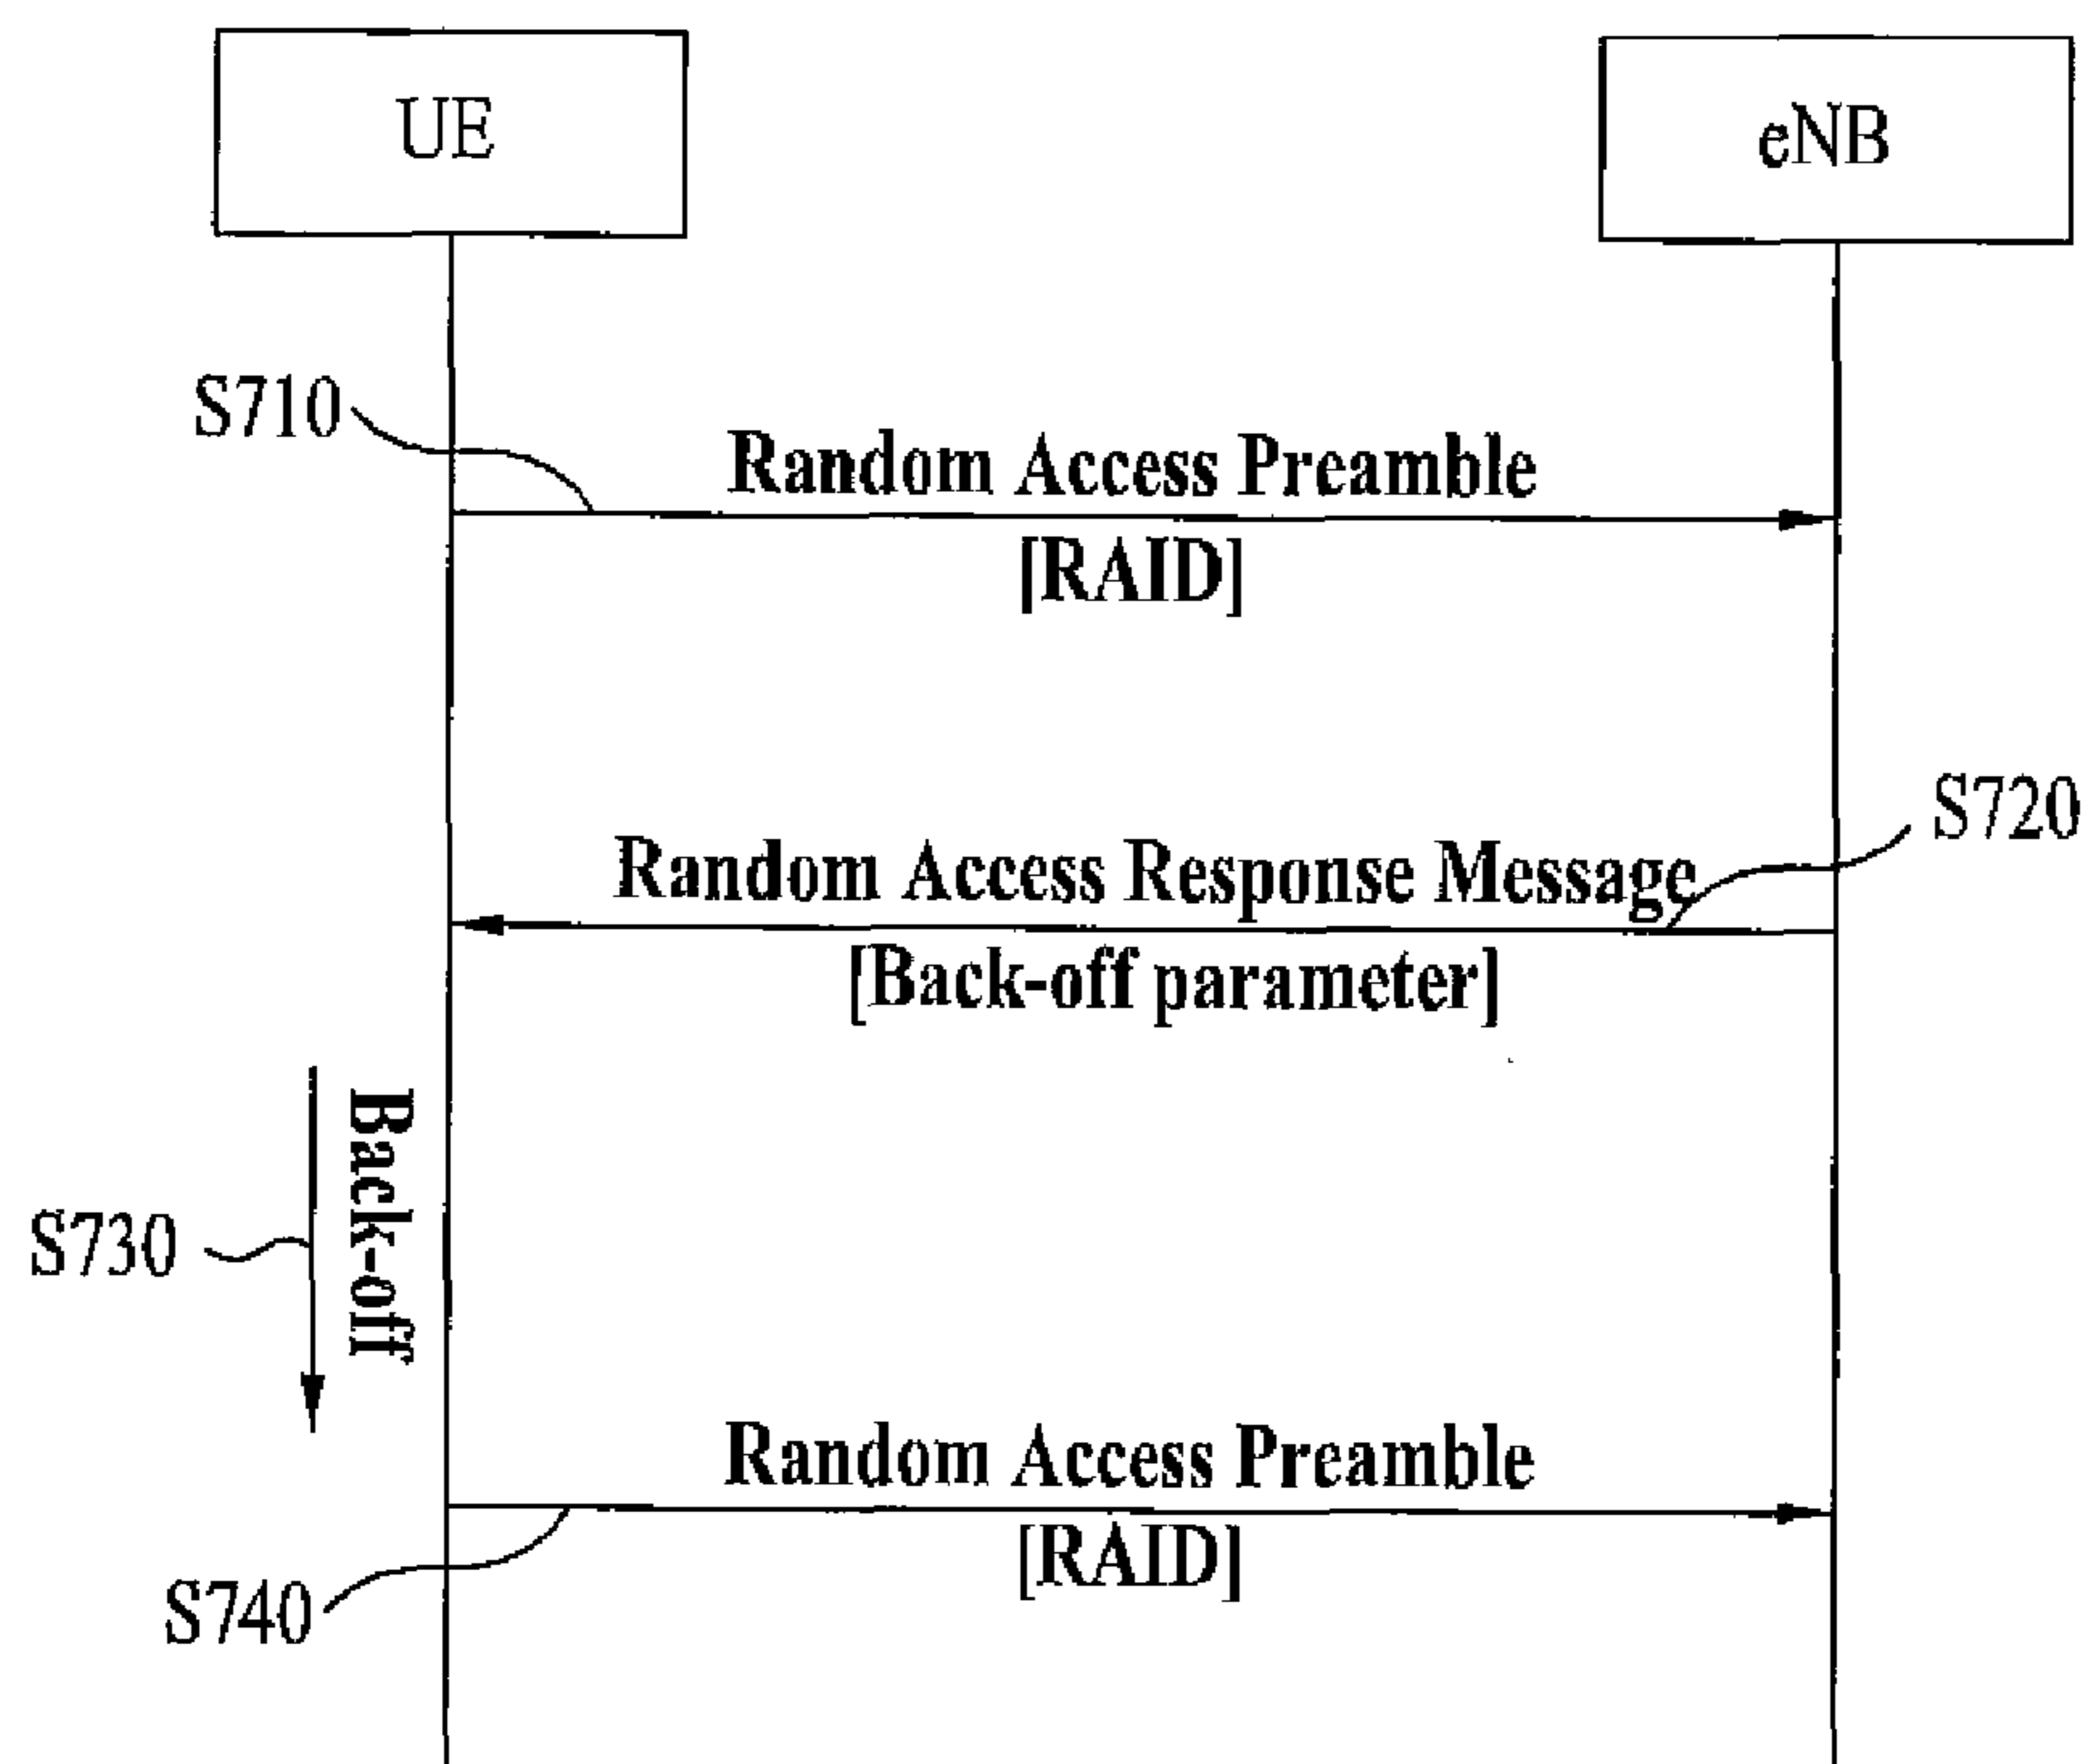 UE
eNB
S710
Random Access Preamble
[RAID]
S720
Random Access Response Message
[Back-off parameter]
S730
Back-off
Random Access Preamble
[RAID]
S740